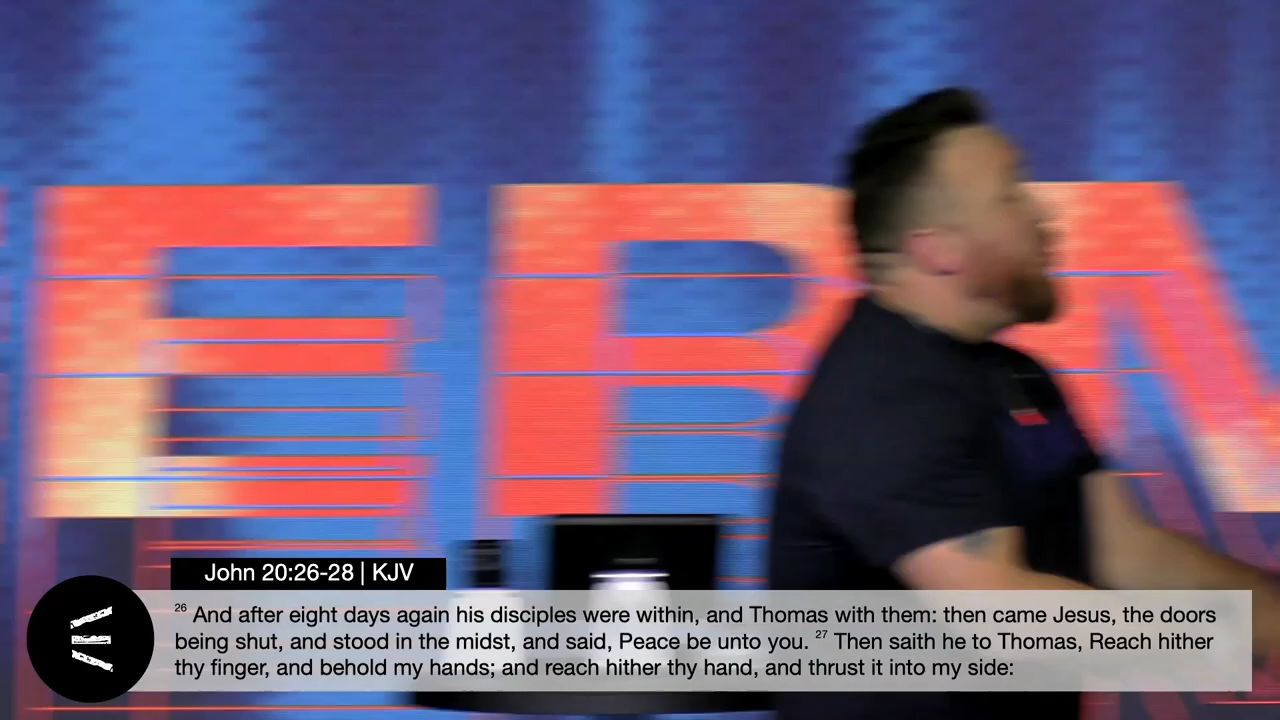 John 20:26-28 | KJV
26 And after eight days again his disciples were within, and Thomas with them: then came Jesus, the doors
being shut, and stood in the midst, and said, Peace be unto you. 27 Then saith he to Thomas, Reach hither
thy finger, and behold my hands; and reach hither thy hand, and thrust it into my side: